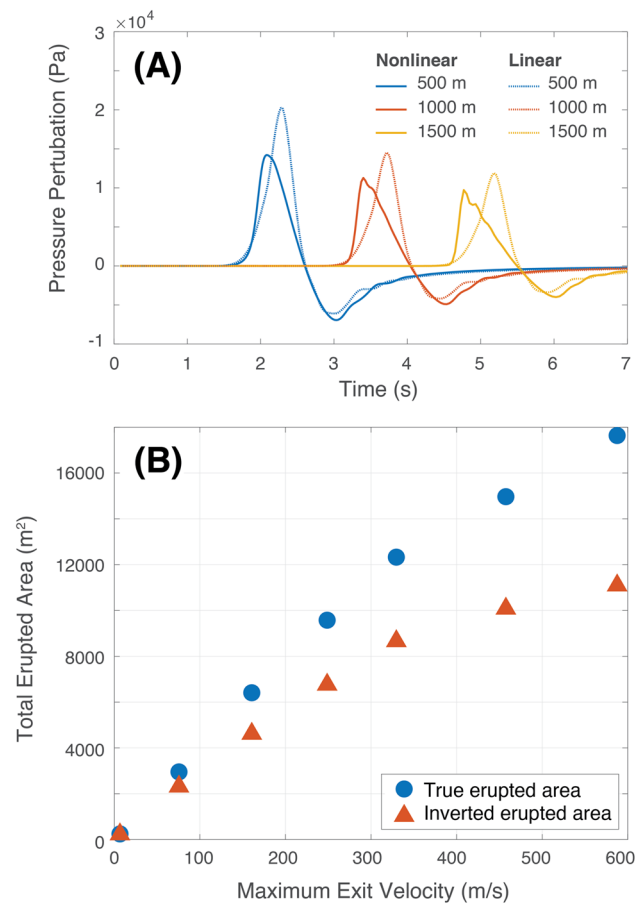 ×10⁴
3
2
1
0
-1
Pressure Pertubation (Pa)
(A)
Nonlinear Linear
500 m 500 m
1000 m 1000 m
1500 m 1500 m
0 1 2 3 4 5 6 7
Time (s)
(B)
16000
12000
8000
4000
0
Total Erupted Area (m²)
True erupted area
Inverted erupted area
0 100 200 300 400 500 600
Maximum Exit Velocity (m/s)